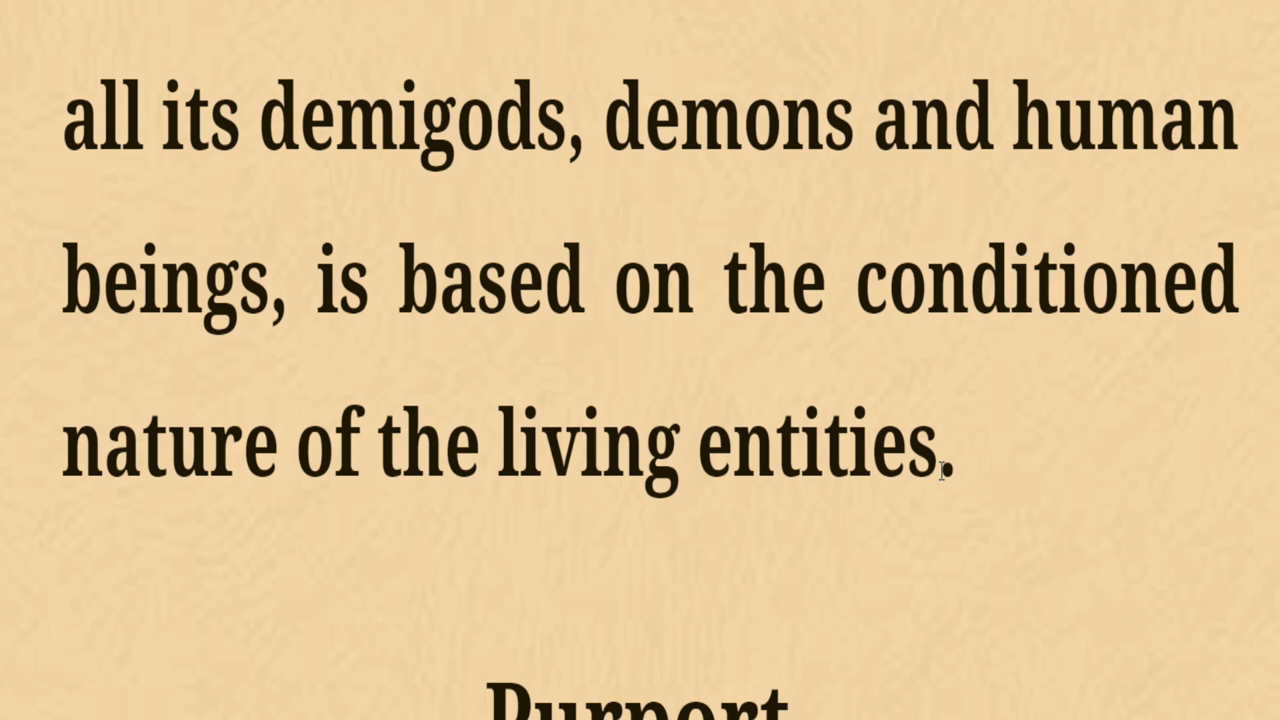 all its demigods, demons and human
beings, is based on the conditioned
nature of the living entities.
Purport